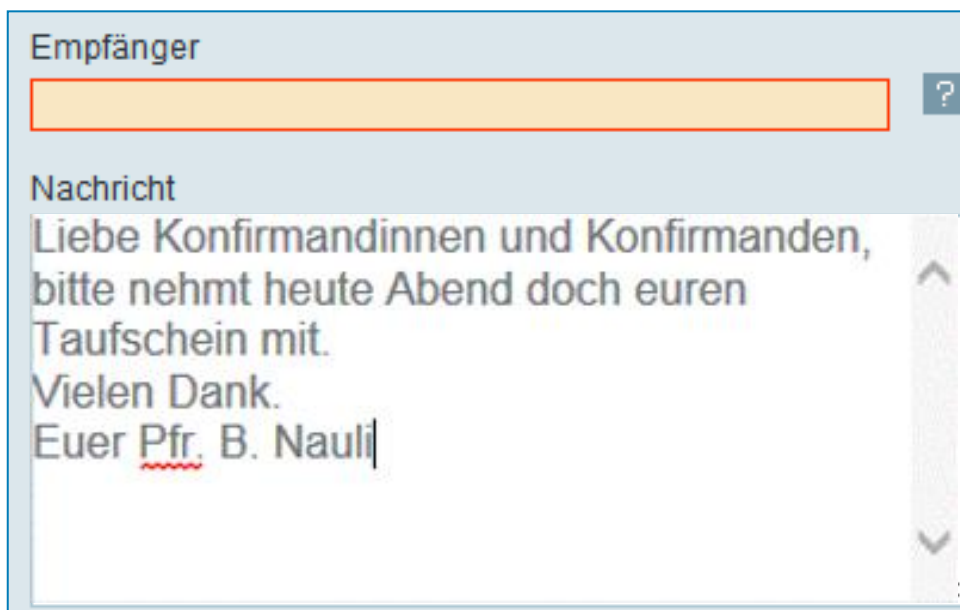 Empfänger
?
Nachricht
Liebe Konfirmandinnen und Konfirmanden,
bitte nehmt heute Abend doch euren
Taufschein mit.
Vielen Dank.
Euer Pfr. B. Nauli